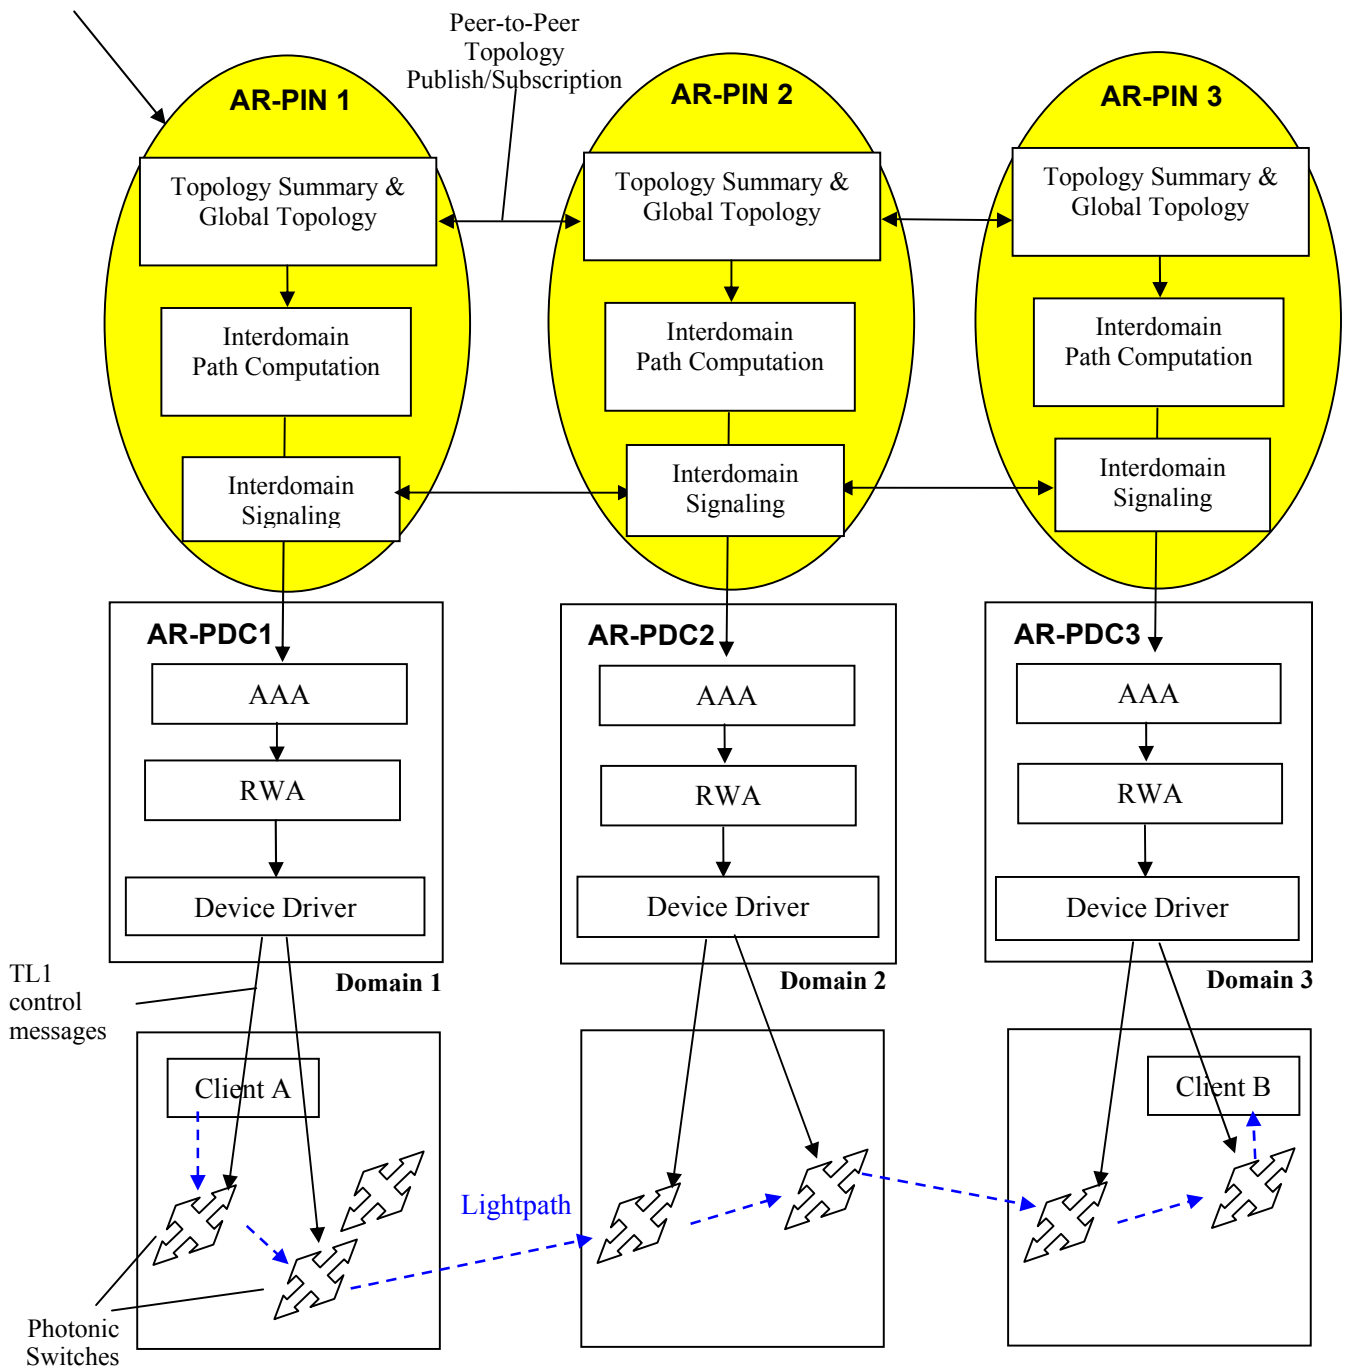 Peer-to-Peer
Topology
Publish/Subscription
AR-PIN 1
AR-PIN 2
AR-PIN 3
Topology Summary &
Global Topology
Topology Summary &
Global Topology
Topology Summary &
Global Topology
Interdomain
Path Computation
Interdomain
Path Computation
Interdomain
Path Computation
Interdomain
Signaling
Interdomain
Signaling
Interdomain
Signaling
AR-PDC1
AR-PDC2
AR-PDC3
AAA
AAA
AAA
RWA
RWA
RWA
Device Driver
Device Driver
Device Driver
Domain 1
Domain 2
Domain 3
TL1
control
messages
Client A
Client B
Lightpath
Photonic
Switches